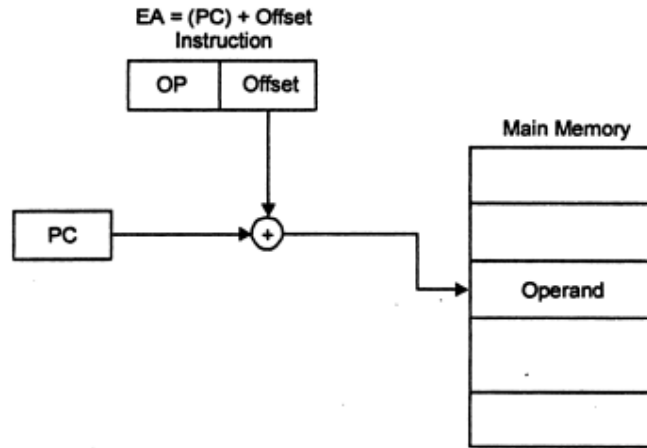 EA = (PC) + Offset
Instruction
OP Offset
Main Memory
PC
+
Operand